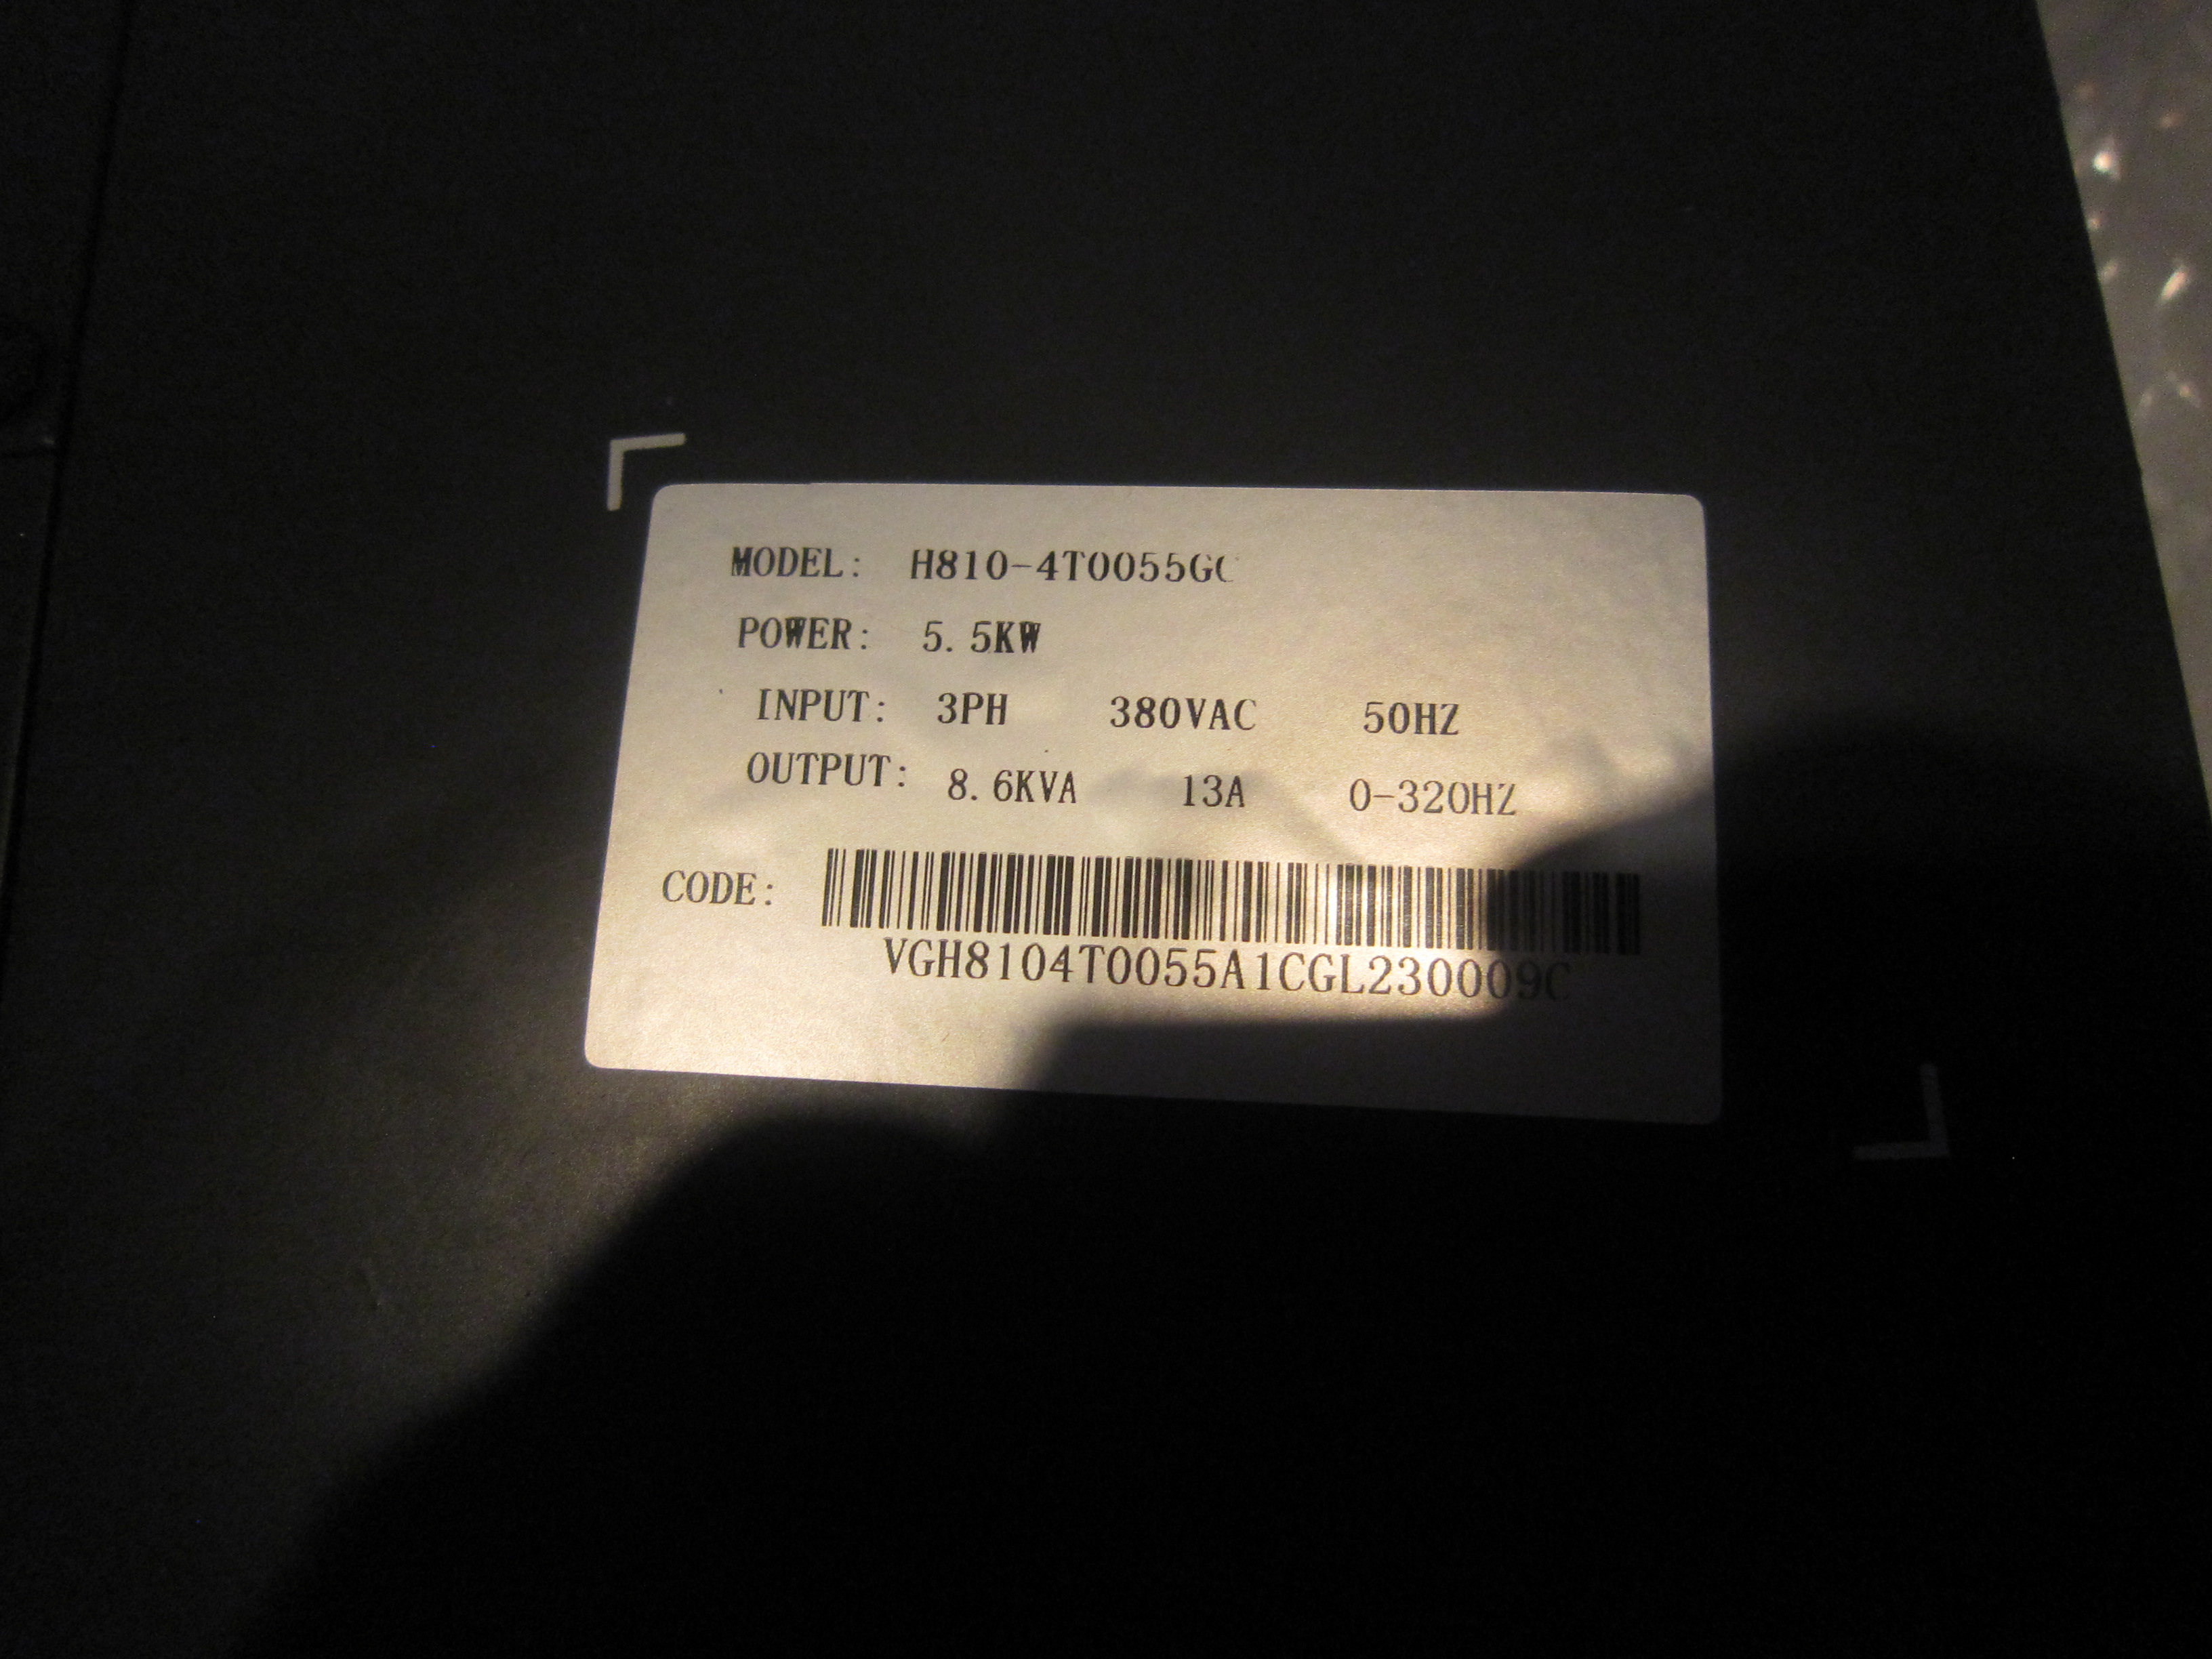 MODEL: H810-4T0055GC
POWER: 5.5KW
INPUT: 3PH 380VAC 50HZ
OUTPUT: 8.6KVA 13A 0-320HZ
CODE:
VGH8104T0055A1CGL230009C